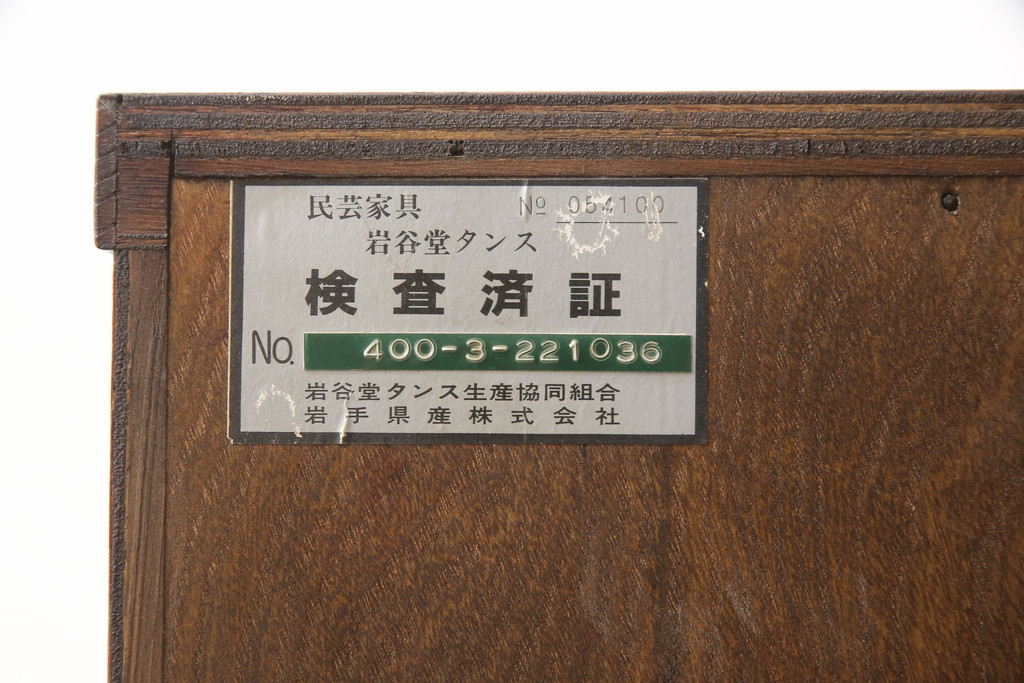 民芸家具 № 054100
岩谷堂タンス
検査済証
No. 400-3-221036
岩谷堂タンス生産協同組合
岩手県産株式会社